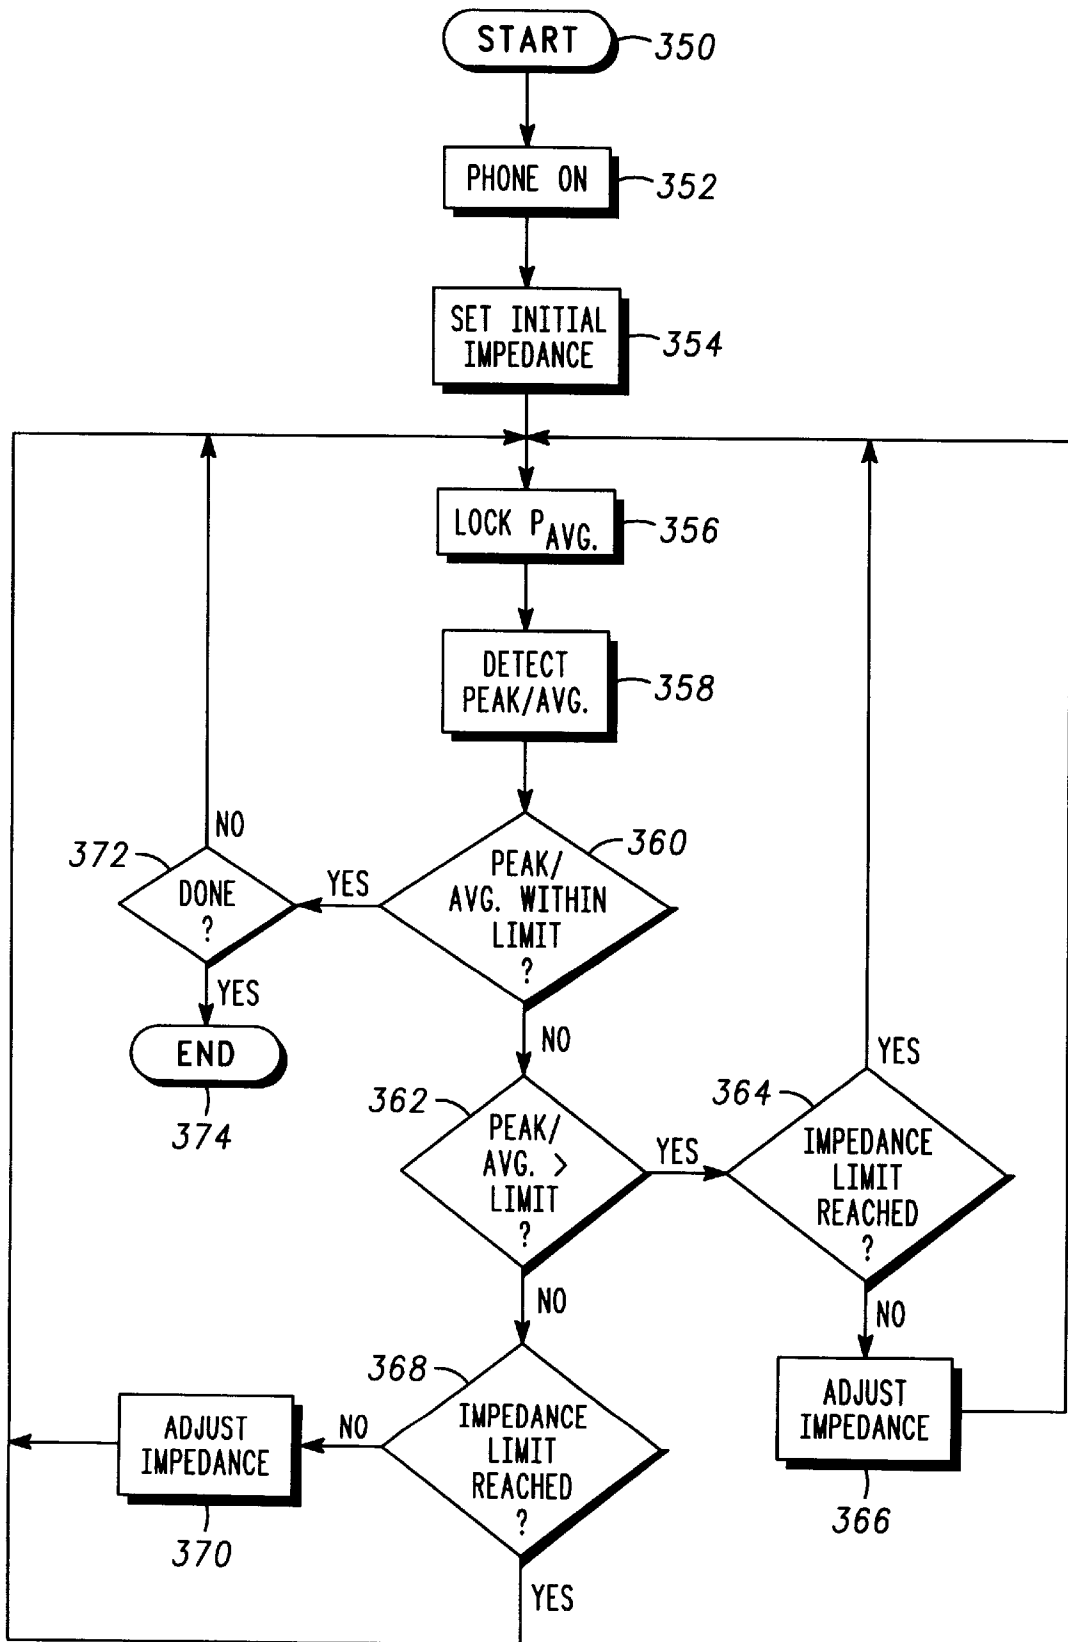 START
350
PHONE ON
352
SET INITIAL
IMPEDANCE
354
LOCK PAVG.
356
DETECT
PEAK/AVG.
358
PEAK/
AVG. WITHIN
LIMIT
?
360
YES
NO
372
DONE
?
NO
YES
END
374
362
PEAK/
AVG. >
LIMIT
?
YES
NO
364
IMPEDANCE
LIMIT
REACHED
?
YES
NO
ADJUST
IMPEDANCE
366
368
IMPEDANCE
LIMIT
REACHED
?
NO
YES
ADJUST
IMPEDANCE
370